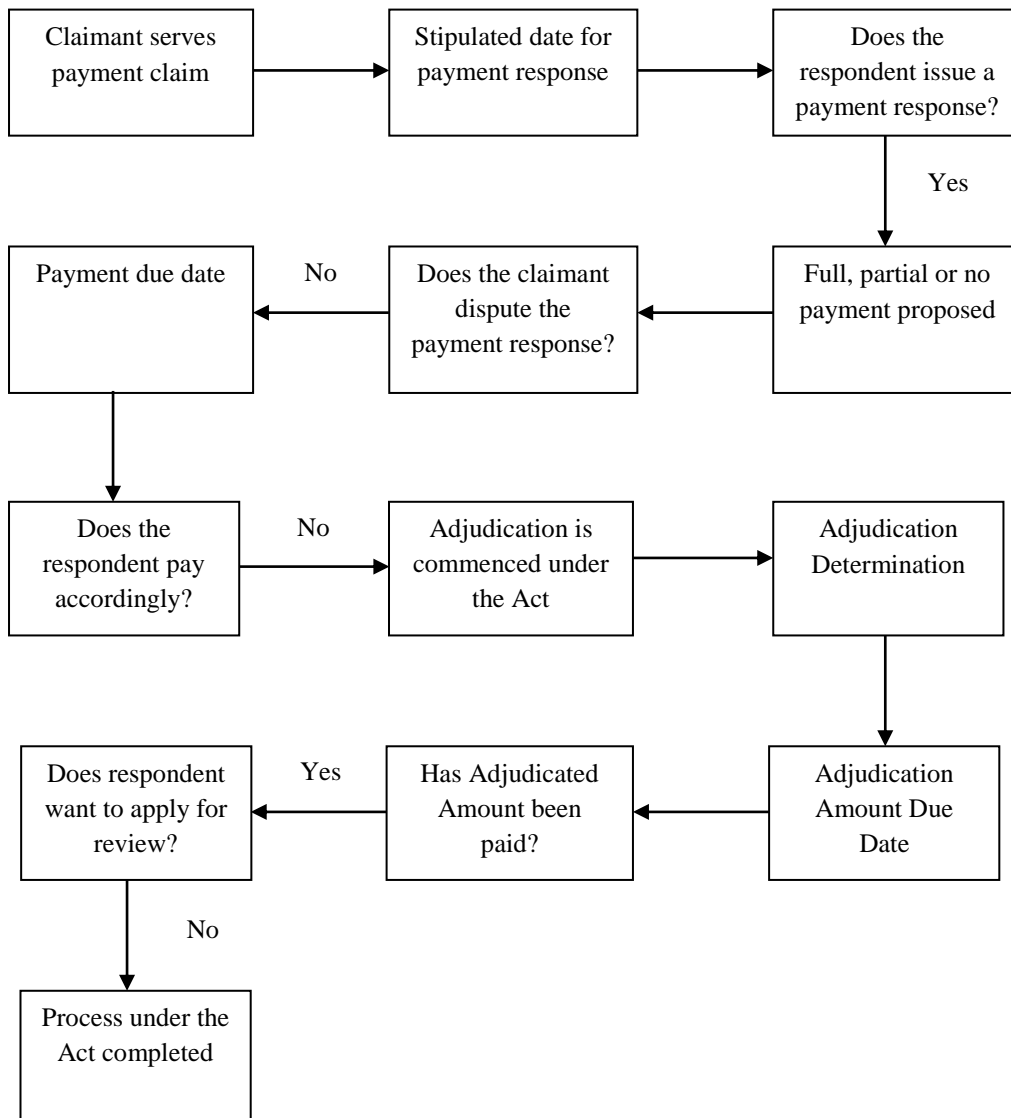 Claimant serves
payment claim
Stipulated date for
payment response
Does the
respondent issue a
payment response?
Yes
Full, partial or no
payment proposed
Does the claimant
dispute the
payment response?
No
Payment due date
Does the
respondent pay
accordingly?
No
Adjudication is
commenced under
the Act
Adjudication
Determination
Adjudication
Amount Due
Date
Has Adjudicated
Amount been
paid?
Yes
Does respondent
want to apply for
review?
No
Process under the
Act completed